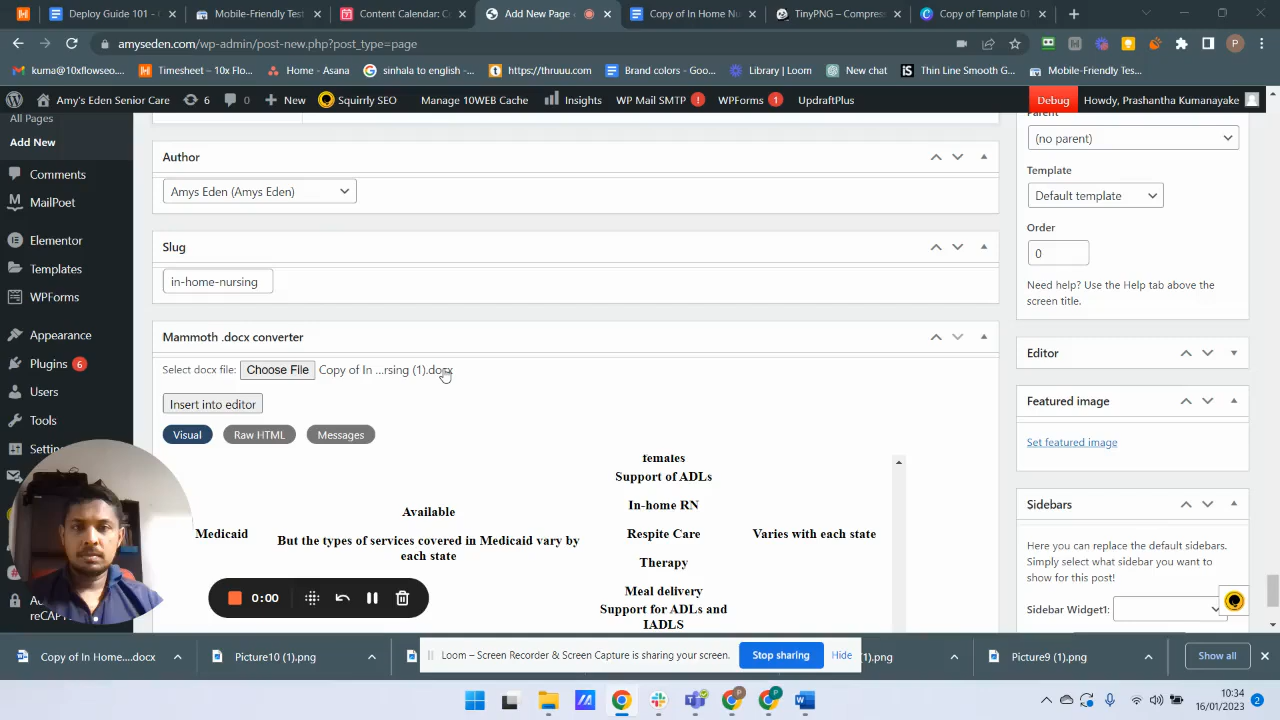 Deploy Guide 101 -
Mobile-Friendly Tes
Content Calendar: C
Add New Page
Copy of In Home Nu
TinyPNG – Compress
Copy of Template 01
amyseden.com/wp-admin/post-new.php?post_type=page
P
kuma@10xflowseo....
Timesheet – 10x Flo...
Home - Asana
sinhala to english -...
https://thruuu.com
Brand colors - Goo...
Library | Loom
New chat
Thin Line Smooth G...
Mobile-Friendly Tes...
Amy's Eden Senior Care
6
0
New
Squirrly SEO
Manage 10WEB Cache
Insights
WP Mail SMTP !
WPForms 1
UpdraftPlus
Debug
Howdy, Prashantha Kumanayake
All Pages
Add New
Comments
MailPoet
Elementor
Templates
WPForms
Appearance
Plugins 6
Users
Tools
Settin
reCAPTC
Author
Amys Eden (Amys Eden)
Slug
in-home-nursing
Mammoth .docx converter
Select docx file: Choose File Copy of In ...rsing (1).docx
Insert into editor
Visual Raw HTML Messages
females
Support of ADLs
In-home RN
Available
Medicaid
But the types of services covered in Medicaid vary by
each state
Respite Care
Varies with each state
Therapy
Meal delivery
Support for ADLs and
IADLS
0:00
Parent
(no parent)
Template
Default template
Order
0
Need help? Use the Help tab above the
screen title.
Editor
Featured image
Set featured image
Sidebars
Here you can replace the default sidebars.
Simply select what sidebar you want to
show for this post!
Sidebar Widget1:
Copy of In Home....docx
Picture10 (1).png
Loom – Screen Recorder & Screen Capture is sharing your screen.
Stop sharing
Hide
(1).png
Picture9 (1).png
Show all
10:34
16/01/2023
2